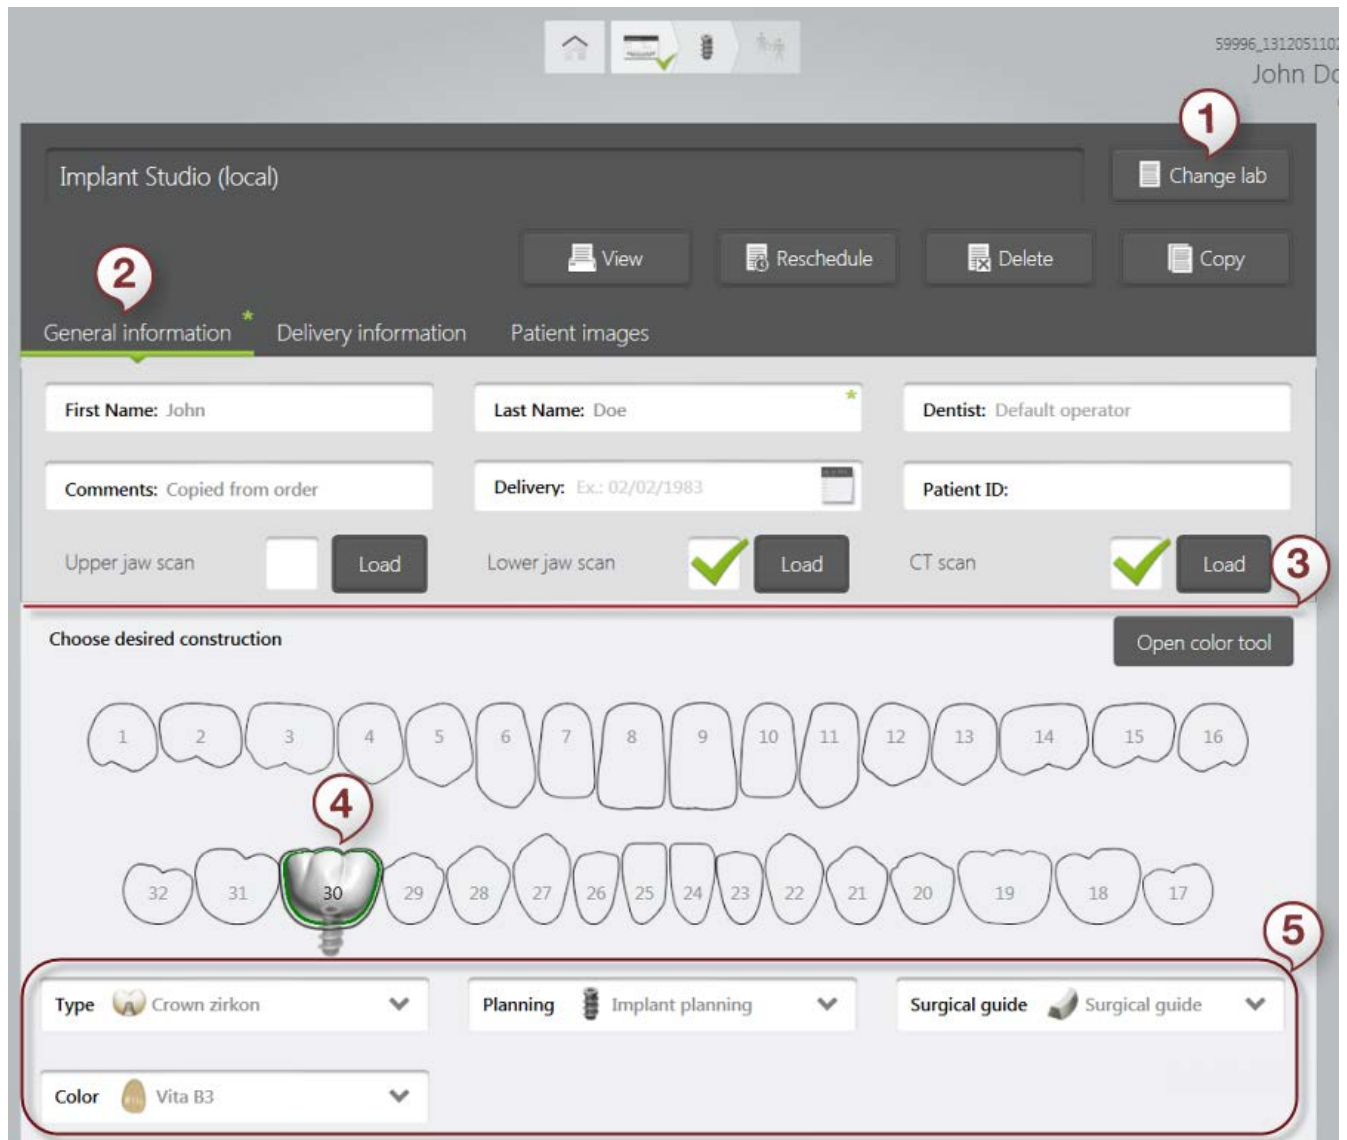 59996_1312051102
John Do
1
Implant Studio (local)
Change lab
View
Reschedule
Delete
Copy
2
General information *
Delivery information
Patient images
First Name: John
Last Name: Doe *
Dentist: Default operator
Comments: Copied from order
Delivery: Ex.: 02/02/1983
Patient ID:
Upper jaw scan
Load
Lower jaw scan
Load
CT scan
Load
3
Choose desired construction
Open color tool
1 2 3 4 5 6 7 8 9 10 11 12 13 14 15 16
4
32 31 30 29 28 27 26 25 24 23 22 21 20 19 18 17
5
Type Crown zirkon
Planning Implant planning
Surgical guide Surgical guide
Color Vita B3